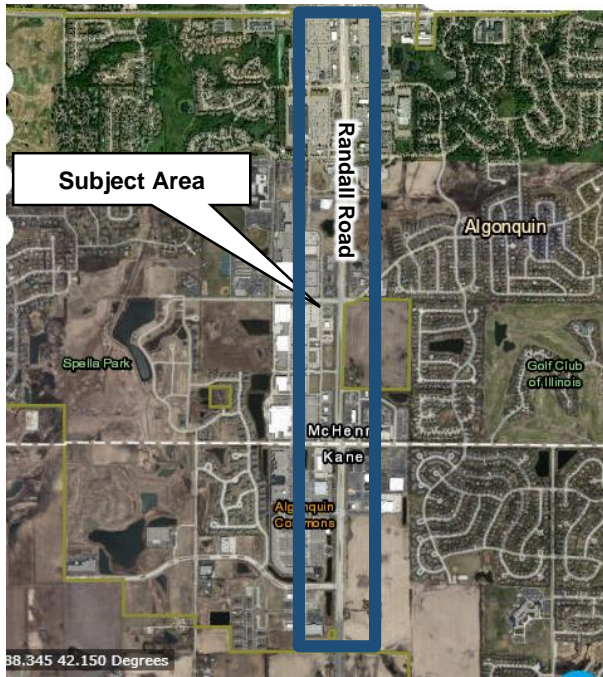 Subject Area
Randall Road
Algonquin
Spella Park
Golf Club
of Illinois
McHenr
Kane
Algonquin
Commons
88.345 42.150 Degrees